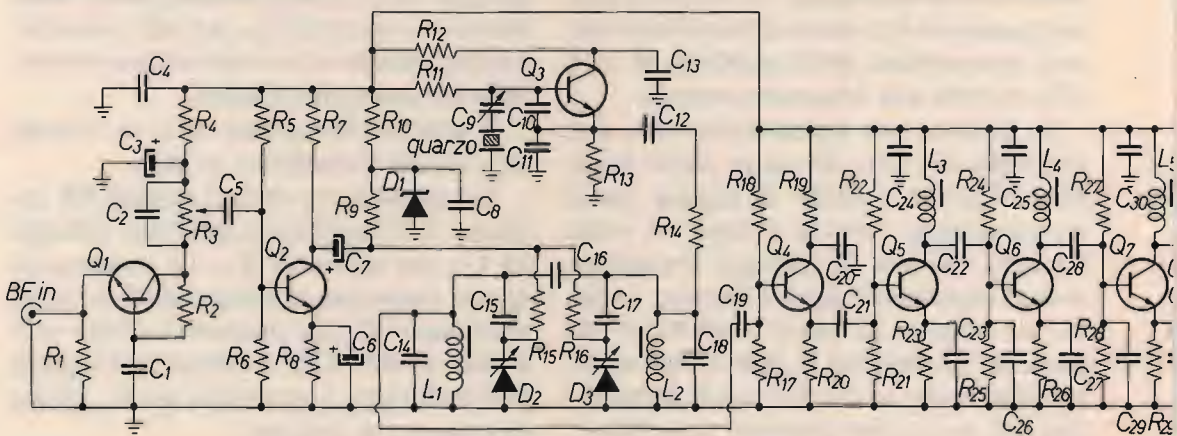 R12
C4
R11
Q3
C13
R4
R5
R7
R10
C9
C10
C12
C3
+
quarzo
C11
R13
C5
D1
C8
C2
R3
R9
R18
R19
R22
C24
L3
R24
C25
L4
R27
C30
L5
R14
Q1
Q2
+
C7
C16
Q4
Q5
Q6
Q7
BF in
C15
C17
C19
C20
C22
C28
R2
C21
R1
C1
R6
R8
+
C6
C14
L1
R15
R16
D2
D3
L2
C18
R17
R20
R21
R23
C23
R25
C26
R26
C27
R28
C29